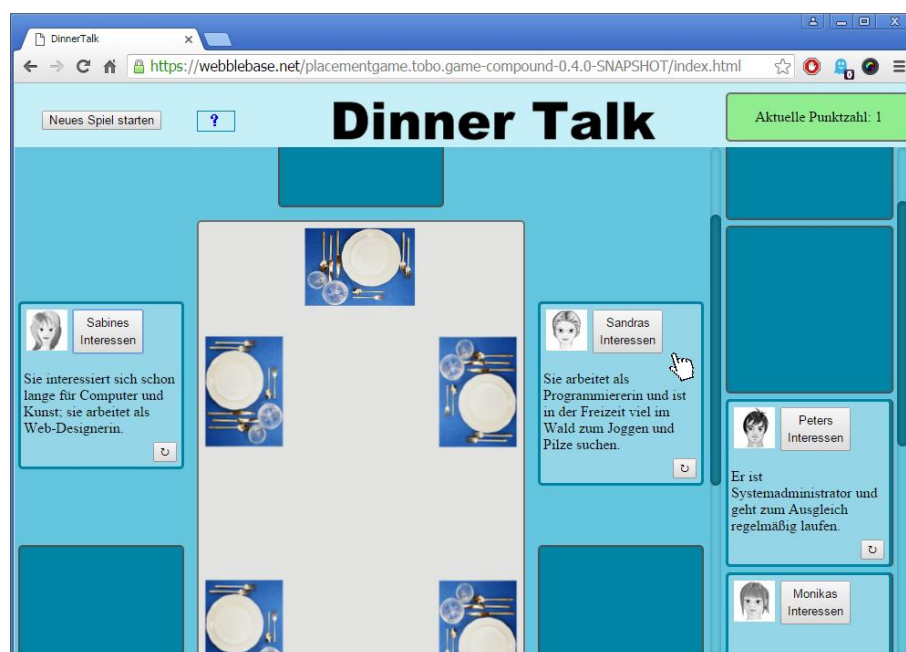 DinnerTalk
https://webblebase.net/placementgame.tobo.game-compound-0.4.0-SNAPSHOT/index.html
0
Neues Spiel starten
?
Dinner Talk
Aktuelle Punktzahl: 1
Sabines
Interessen
Sie interessiert sich schon
lange für Computer und
Kunst; sie arbeitet als
Web-Designerin.
Sandras
Interessen
Sie arbeitet als
Programmiererin und ist
in der Freizeit viel im
Wald zum Joggen und
Pilze suchen.
Peters
Interessen
Er ist
Systemadministrator und
geht zum Ausgleich
regelmäßig laufen.
Monikas
Interessen